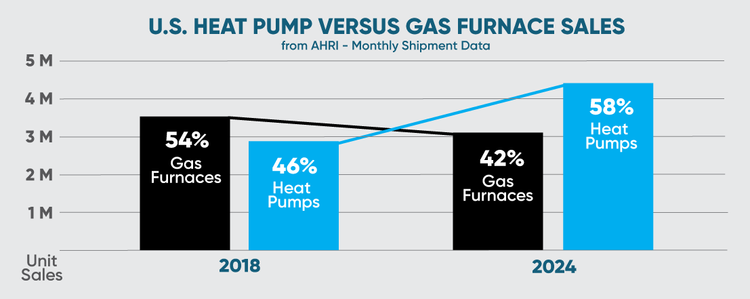 U.S. HEAT PUMP VERSUS GAS FURNACE SALES
from AHRI - Monthly Shipment Data
5 M
4 M
3 M
2 M
1 M
Unit
Sales
54%
Gas
Furnaces
46%
Heat
Pumps
2018
42%
Gas
Furnaces
58%
Heat
Pumps
2024